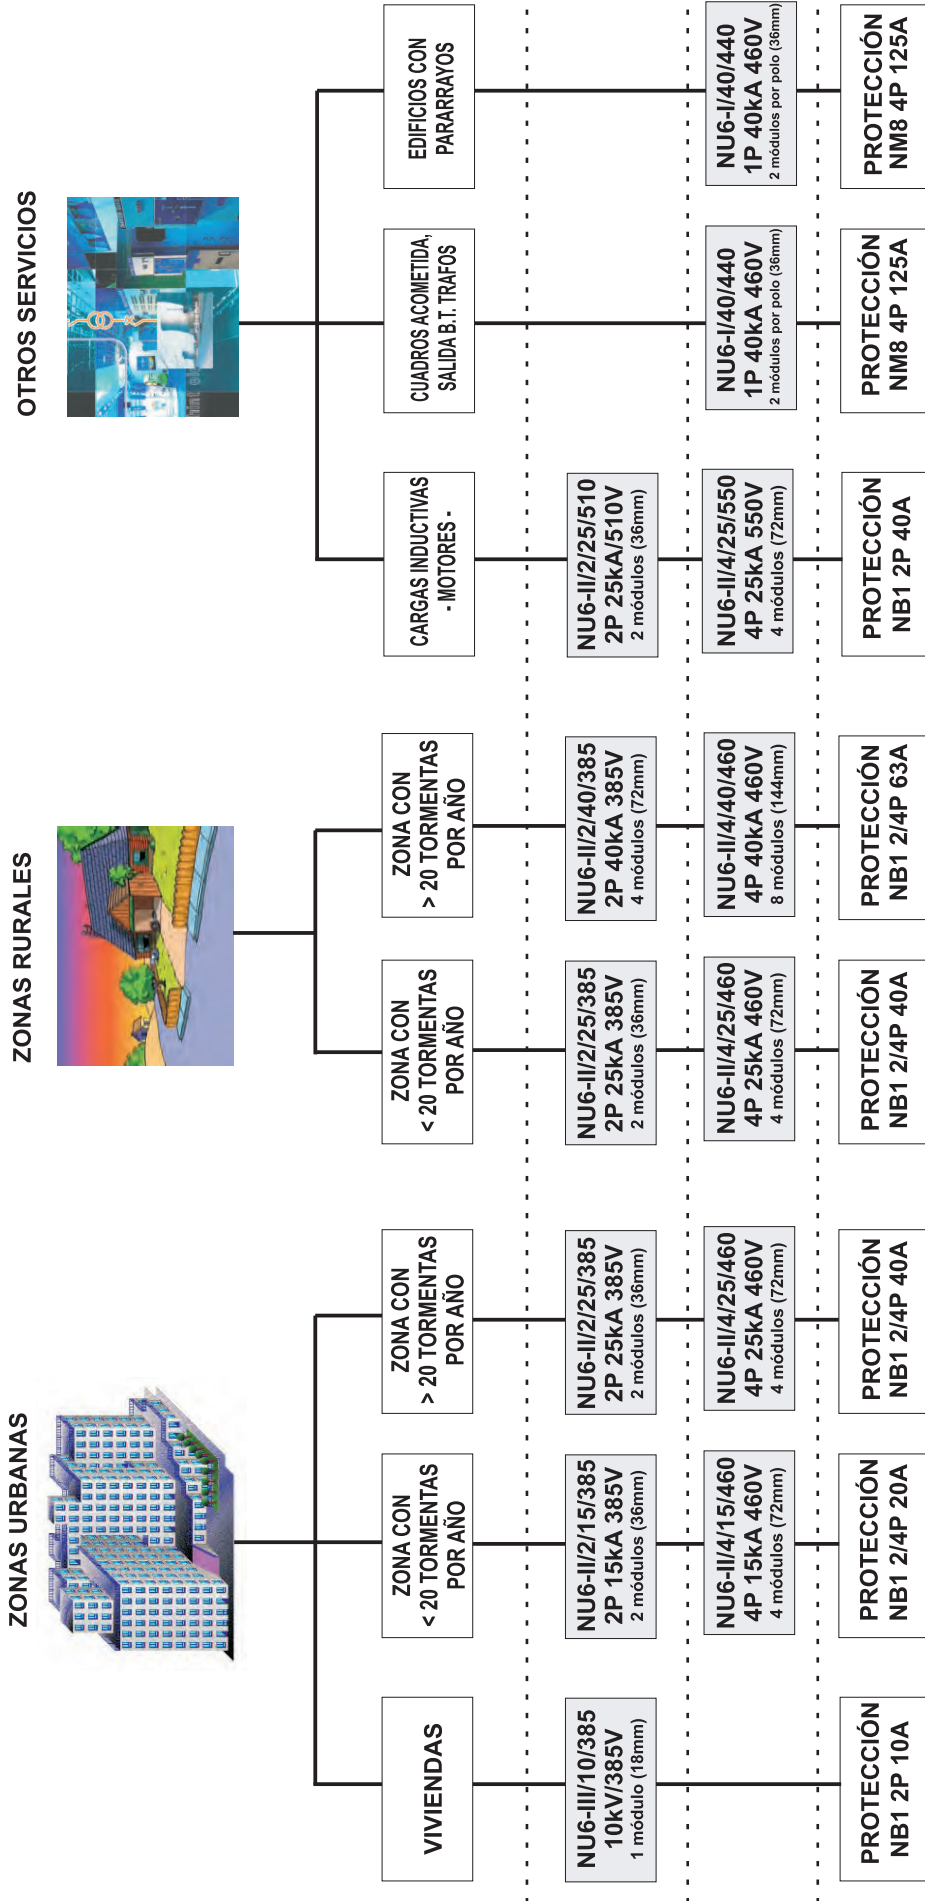 ZONAS URBANAS
VIVIENDAS
NU6-III/10/385
10kV/385V
1 módulo (18mm)
PROTECCIÓN
NB1 2P 10A
ZONA CON
< 20 TORMENTAS
POR AÑO
NU6-II/2/15/385
2P 15kA 385V
2 módulos (36mm)
NU6-II/4/15/460
4P 15kA 460V
4 módulos (72mm)
PROTECCIÓN
NB1 2/4P 20A
ZONA CON
> 20 TORMENTAS
POR AÑO
NU6-II/2/25/385
2P 25kA 385V
2 módulos (36mm)
NU6-II/4/25/460
4P 25kA 460V
4 módulos (72mm)
PROTECCIÓN
NB1 2/4P 40A
ZONAS RURALES
ZONA CON
< 20 TORMENTAS
POR AÑO
NU6-II/2/25/385
2P 25kA 385V
2 módulos (36mm)
NU6-II/4/25/460
4P 25kA 460V
4 módulos (72mm)
PROTECCIÓN
NB1 2/4P 40A
ZONA CON
> 20 TORMENTAS
POR AÑO
NU6-II/2/40/385
2P 40kA 385V
4 módulos (72mm)
NU6-II/4/40/460
4P 40kA 460V
8 módulos (144mm)
PROTECCIÓN
NB1 2/4P 63A
OTROS SERVICIOS
CARGAS INDUCTIVAS
- MOTORES -
NU6-II/2/25/510
2P 25kA/510V
2 módulos (36mm)
NU6-II/4/25/550
4P 25kA 550V
4 módulos (72mm)
PROTECCIÓN
NB1 2P 40A
CUADROS ACOMETIDA,
SALIDA B.T. TRAFOS
NU6-I/40/440
1P 40kA 460V
2 módulos por polo (36mm)
PROTECCIÓN
NM8 4P 125A
EDIFICIOS CON
PARARRAYOS
NU6-I/40/440
1P 40kA 460V
2 módulos por polo (36mm)
PROTECCIÓN
NM8 4P 125A